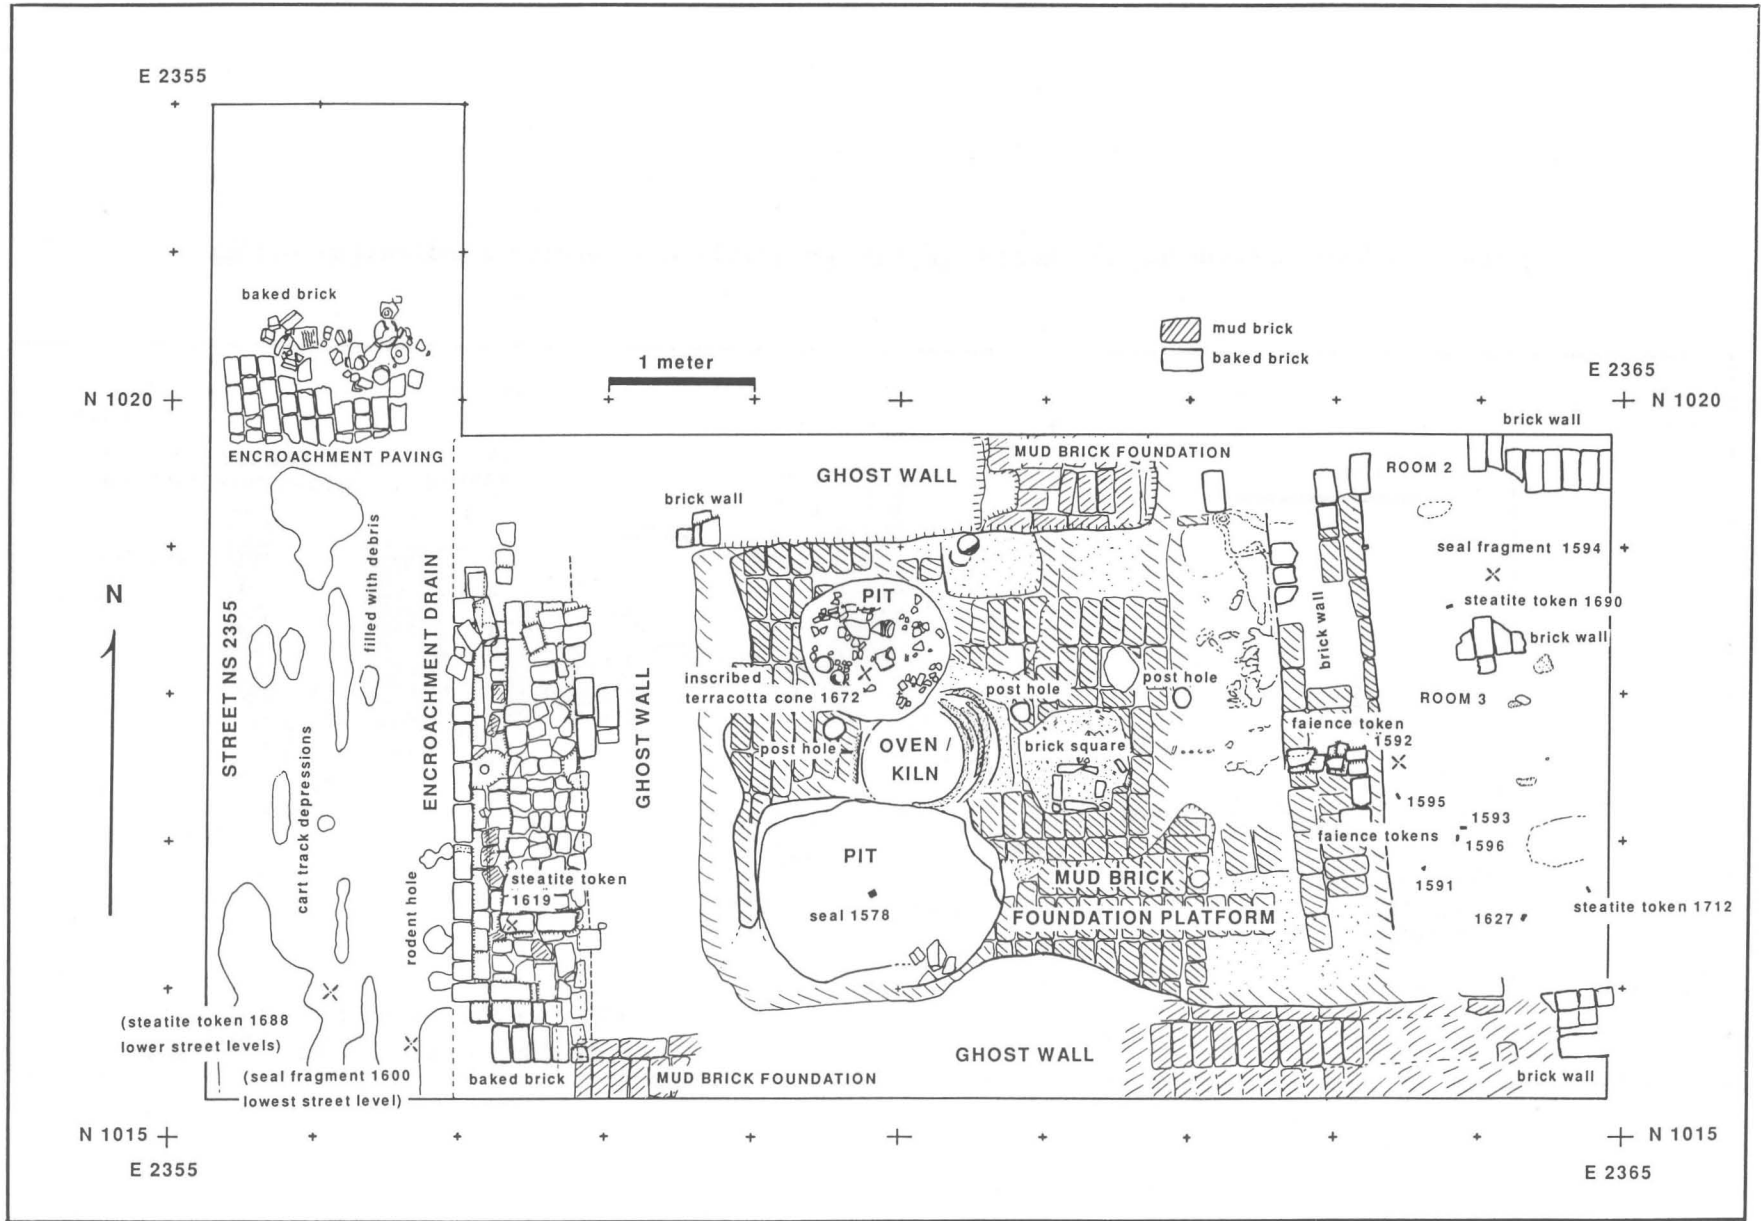 E 2355
baked brick
mud brick
baked brick
1 meter
E 2365
N 1020
N 1020
brick wall
ENCROACHMENT PAVING
GHOST WALL
MUD BRICK FOUNDATION
ROOM 2
brick wall
seal fragment 1594
steatite token 1690
brick wall
brick wall
N
STREET NS 2355
filled with debris
cart track depressions
ENCROACHMENT DRAIN
rodent hole
GHOST WALL
PIT
inscribed
terracotta cone 1672
post hole
post hole
post hole
OVEN /
KILN
brick square
ROOM 3
faience token
1592
1595
1593
faience tokens
1596
1591
1627
steatite token 1712
steatite token
1619
PIT
seal 1578
MUD BRICK
FOUNDATION PLATFORM
(steatite token 1688
lower street levels)
(seal fragment 1600
lowest street level)
baked brick
MUD BRICK FOUNDATION
GHOST WALL
brick wall
N 1015
N 1015
E 2355
E 2365